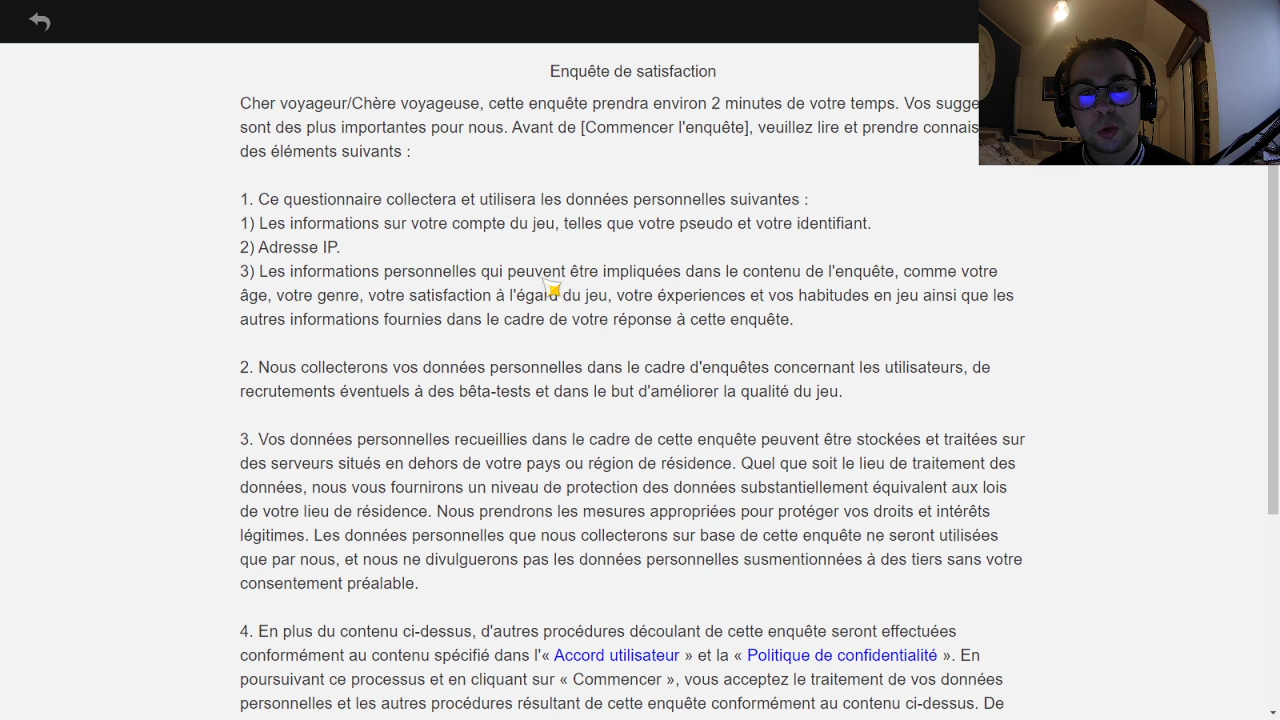 Enquête de satisfaction
Cher voyageur/Chère voyageuse, cette enquête prendra environ 2 minutes de votre temps. Vos
sont des plus importantes pour nous. Avant de [Commencer l'enquête], veuillez lire et prendre
des éléments suivants :
1. Ce questionnaire collectera et utilisera les données personnelles suivantes :
1) Les informations sur votre compte du jeu, telles que votre pseudo et votre identifiant.
2) Adresse IP.
3) Les informations personnelles qui peuvent être impliquées dans le contenu de l'enquête, comme votre
âge, votre genre, votre satisfaction à l'égard du jeu, votre éxperiences et vos habitudes en jeu ainsi que les
autres informations fournies dans le cadre de votre réponse à cette enquête.
2. Nous collecterons vos données personnelles dans le cadre d'enquêtes concernant les utilisateurs, de
recrutements éventuels à des bêta-tests et dans le but d'améliorer la qualité du jeu.
3. Vos données personnelles recueillies dans le cadre de cette enquête peuvent être stockées et traitées sur
des serveurs situés en dehors de votre pays ou région de résidence. Quel que soit le lieu de traitement des
données, nous vous fournirons un niveau de protection des données substantiellement équivalent aux lois
de votre lieu de résidence. Nous prendrons les mesures appropriées pour protéger vos droits et intérêts
légitimes. Les données personnelles que nous collecterons sur base de cette enquête ne seront utilisées
que par nous, et nous ne divulguerons pas les données personnelles susmentionnées à des tiers sans votre
consentement préalable.
4. En plus du contenu ci-dessus, d'autres procédures découlant de cette enquête seront effectuées
conformément au contenu spécifié dans l'« Accord utilisateur » et la « Politique de confidentialité ». En
poursuivant ce processus et en cliquant sur « Commencer », vous acceptez le traitement de vos données
personnelles et les autres procédures résultant de cette enquête conformément au contenu ci-dessus. De